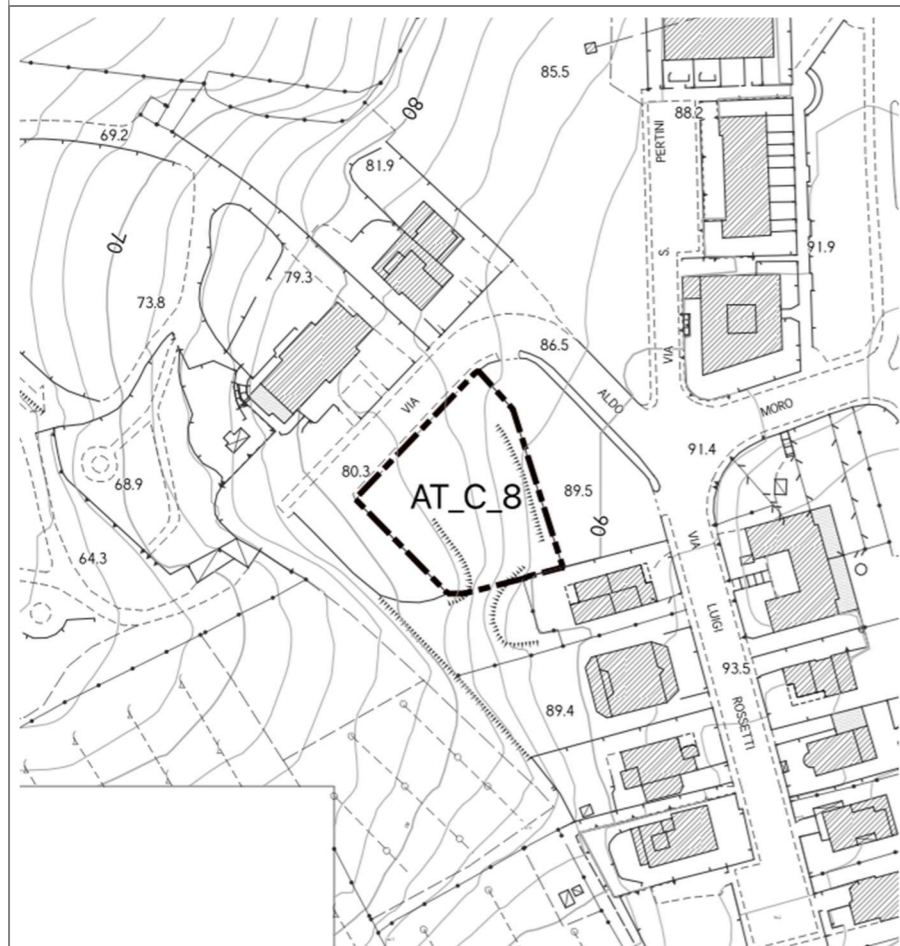 85.5
80
88.2
69.2
PERTINI
81.9
S.
91.9
70
79.3
73.8
VIA
86.5
ALDO
VIA
MORO
91.4
80.3
AT_C_8
89.5
68.9
90
VIA
64.3
LUIGI
93.5
89.4
ROSSETTI